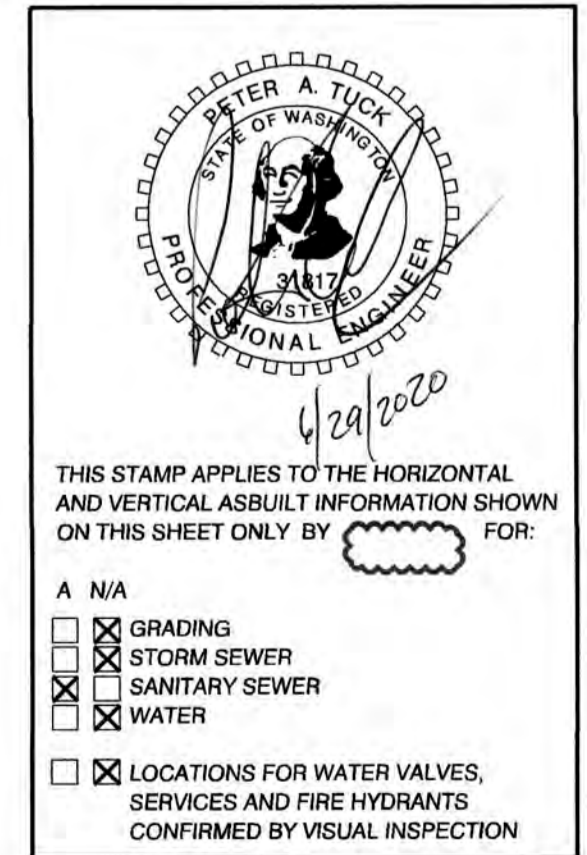 PETER A. TUCK
STATE OF WASHINGTON
REGISTERED
PROFESSIONAL ENGINEER
6/29/2020
THIS STAMP APPLIES TO THE HORIZONTAL
AND VERTICAL ASBUILT INFORMATION SHOWN
ON THIS SHEET ONLY BY FOR:
A N/A
☐ ☒ GRADING
☐ ☒ STORM SEWER
☒ ☐ SANITARY SEWER
☐ ☒ WATER
☐ ☒ LOCATIONS FOR WATER VALVES,
SERVICES AND FIRE HYDRANTS
CONFIRMED BY VISUAL INSPECTION